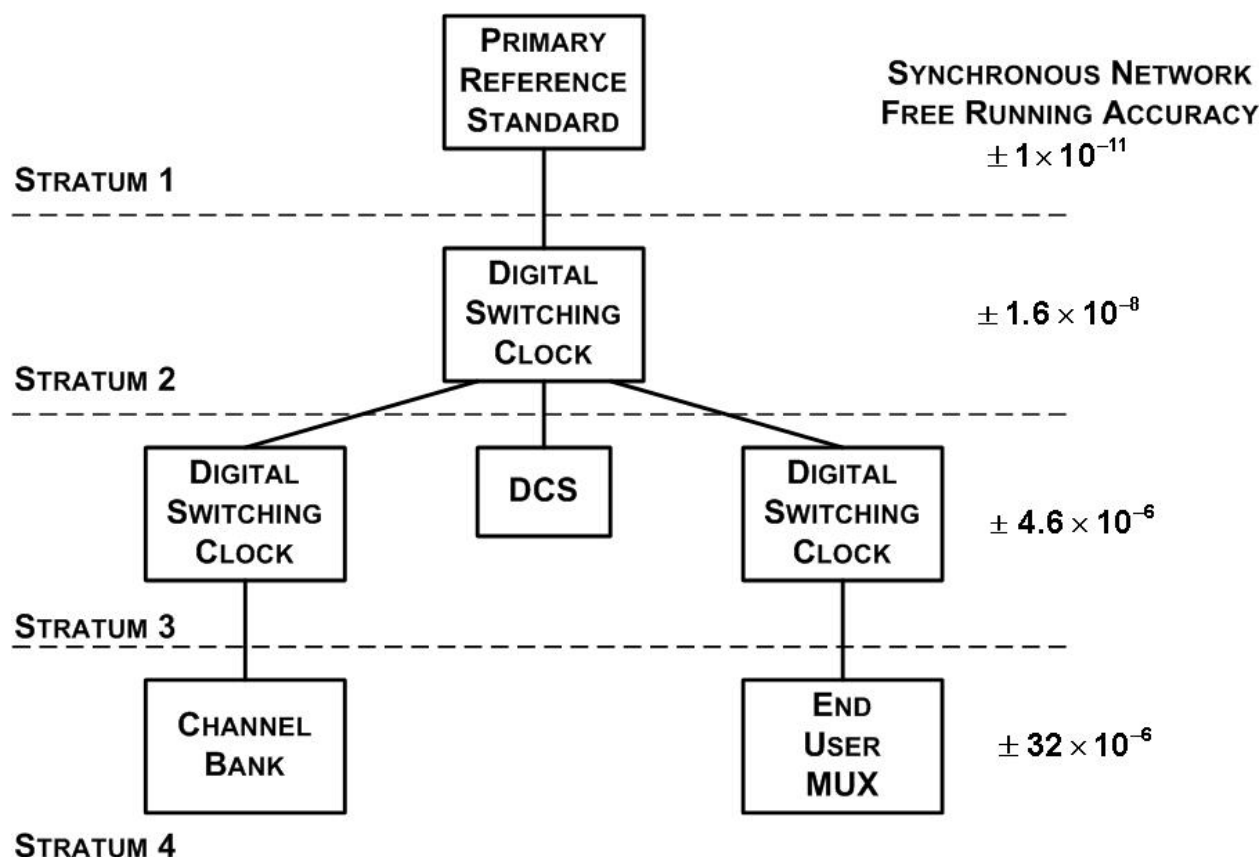 PRIMARY
REFERENCE
STANDARD
SYNCHRONOUS NETWORK
FREE RUNNING ACCURACY
± 1 × 10⁻¹¹
STRATUM 1
DIGITAL
SWITCHING
CLOCK
± 1.6 × 10⁻⁸
STRATUM 2
DIGITAL
SWITCHING
CLOCK
DCS
DIGITAL
SWITCHING
CLOCK
± 4.6 × 10⁻⁶
STRATUM 3
CHANNEL
BANK
END
USER
MUX
± 32 × 10⁻⁶
STRATUM 4